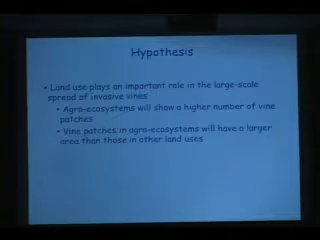 Hypothesis
• Land use plays an important role in the large-scale
spread of invasive vines
• Agro-ecosystems will show a higher number of vine
patches
• Vine patches in agro-ecosystems will have a larger
area than those in other land uses